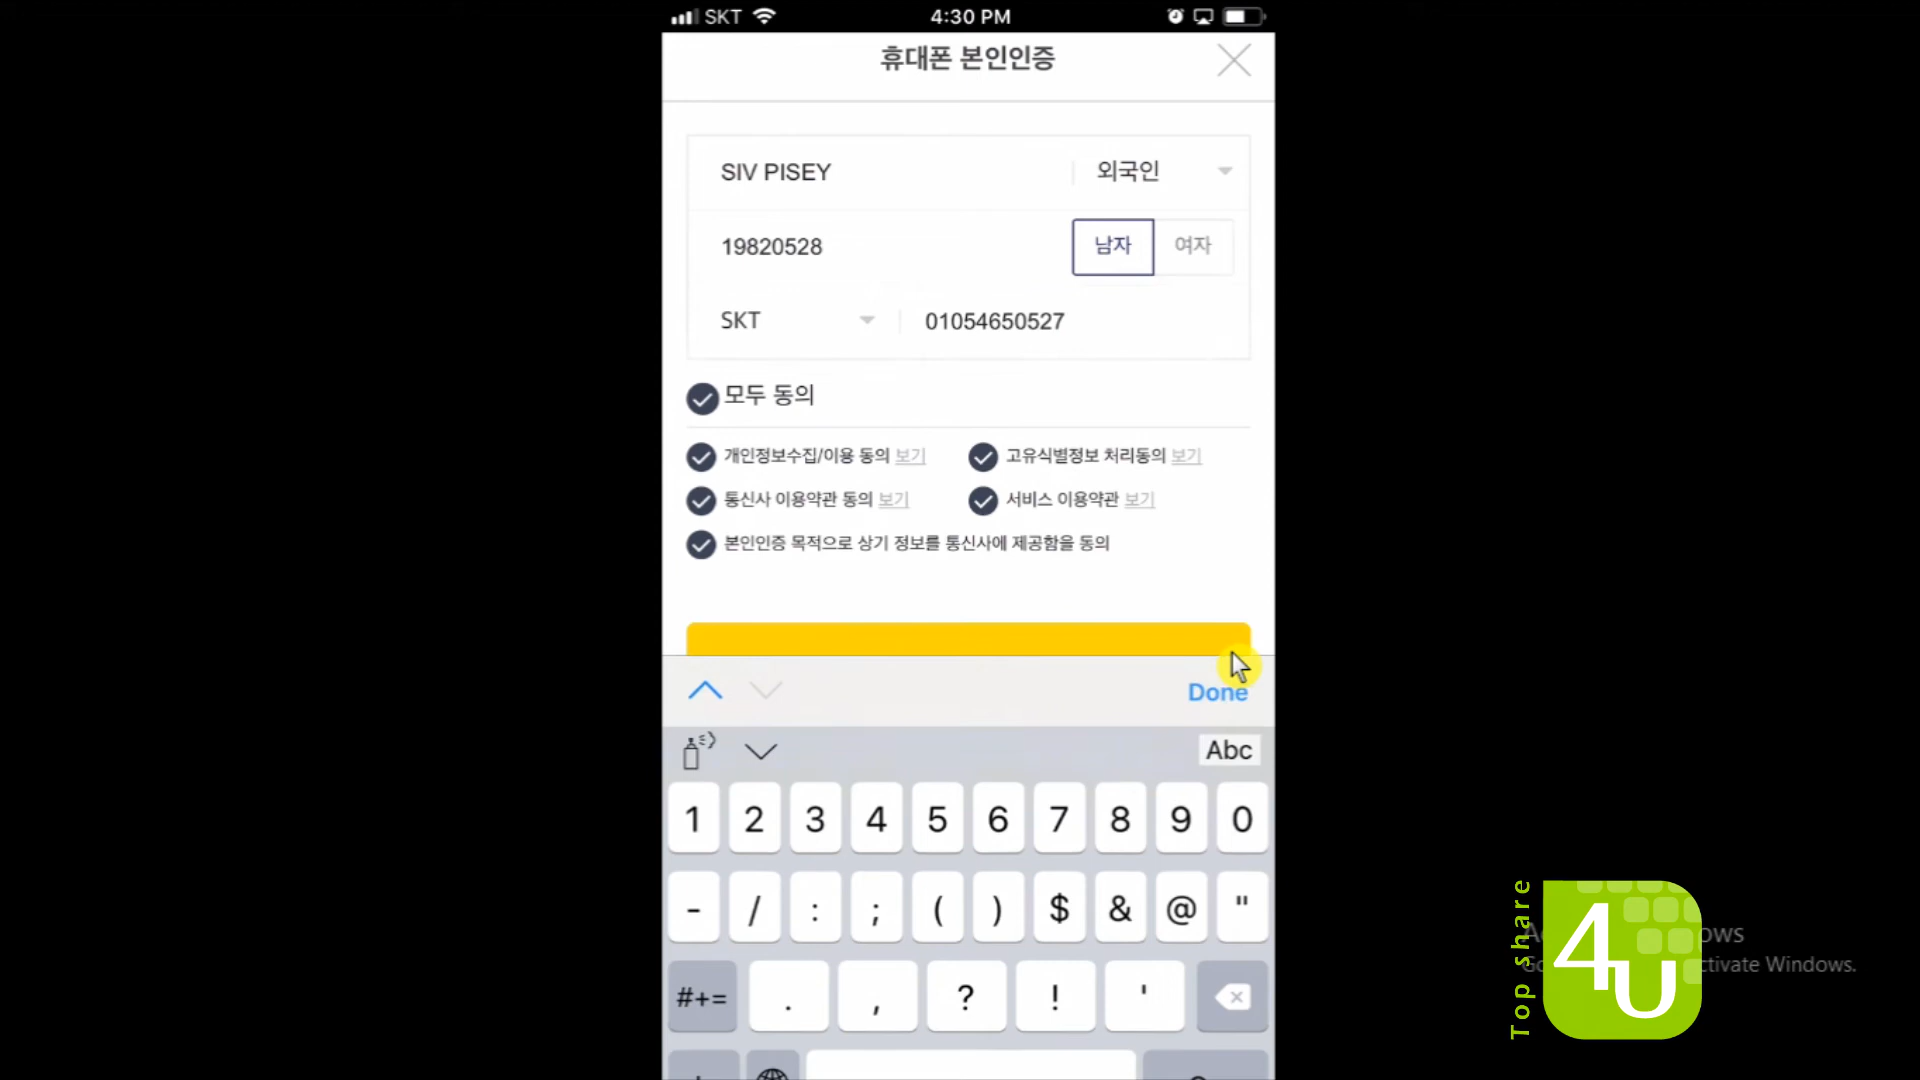 SKT 4:30 PM
휴대폰 본인인증
SIV PISEY 외국인
19820528 남자 여자
SKT 01054650527
모두 동의
개인정보수집/이용 동의 보기 고유식별정보 처리동의 보기
통신사 이용약관 동의 보기 서비스 이용약관 보기
본인인증 목적으로 상기 정보를 통신사에 제공함을 동의
Done
Abc
1 2 3 4 5 6 7 8 9 0
- / : ; ( ) $ & @ "
#+= . , ? ! '
Top share
4U
ctivate Windows.